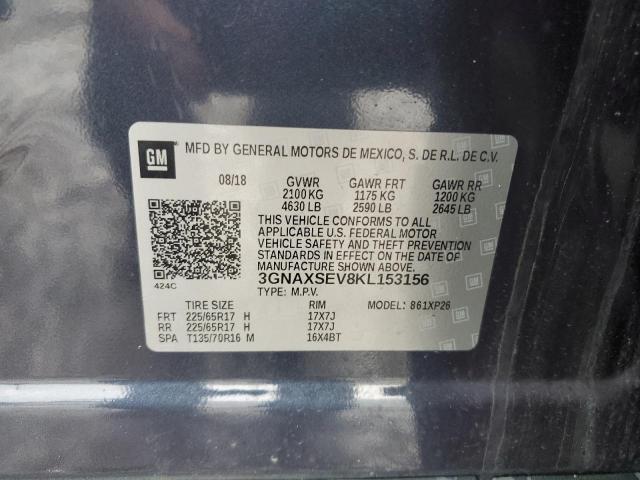 GM MFD BY GENERAL MOTORS DE MEXICO, S. DE R.L. DE C.V.
08/18 GVWR GAWR FRT GAWR RR
2100 KG 1175 KG 1200 KG
4630 LB 2590 LB 2645 LB
THIS VEHICLE CONFORMS TO ALL
APPLICABLE U.S. FEDERAL MOTOR
VEHICLE SAFETY AND THEFT PREVENTION
STANDARDS IN EFFECT ON THE DATE OF
MANUFACTURE SHOWN ABOVE.
3GNAXSEV8KL153156
424C TYPE: M.P.V. MODEL: 861XP26
TIRE SIZE RIM
FRT 225/65R17 H 17X7J -
RR 225/65R17 H 17X7J -
SPA T135/70R16 M 16X4BT -